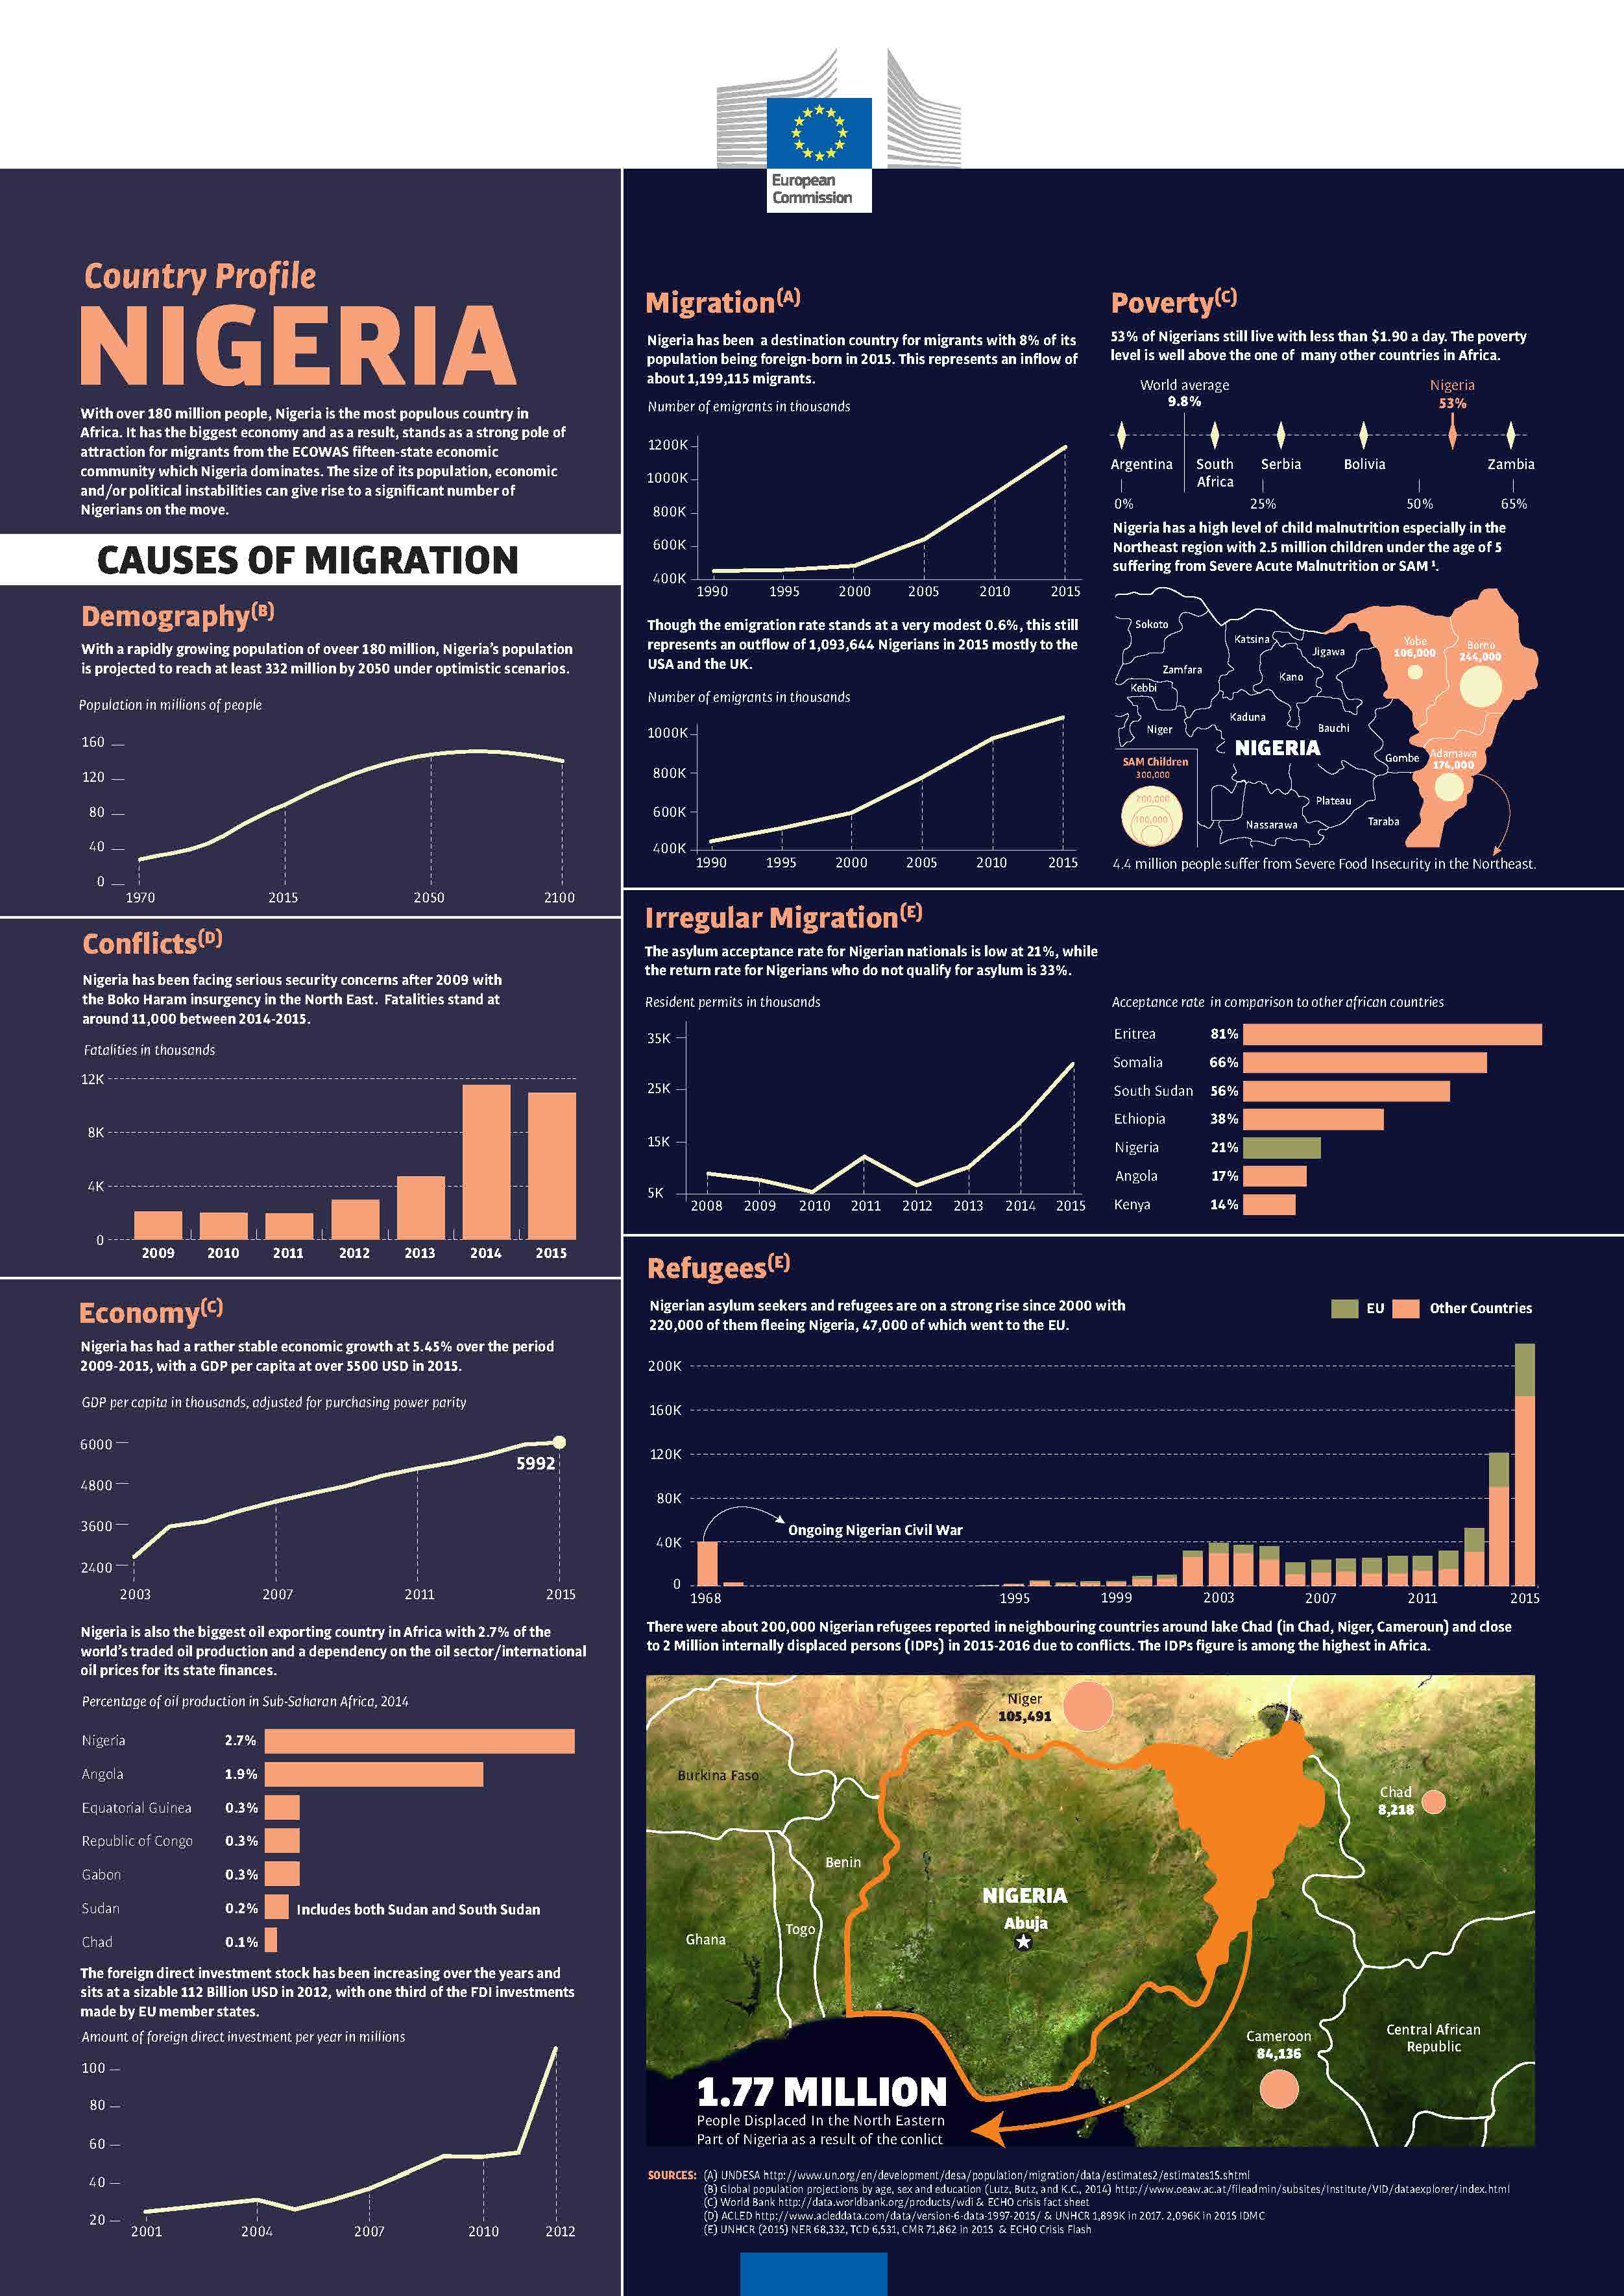 European
Commission
Country Profile
NIGERIA
With over 180 million people, Nigeria is the most populous country in
Africa. It has the biggest economy and as a result, stands as a strong pole of
attraction for migrants from the ECOWAS fifteen-state economic
community which Nigeria dominates. The size of its population, economic
and/or political instabilities can give rise to a significant number of
Nigerians on the move.
CAUSES OF MIGRATION
Demography(B)
With a rapidly growing population of oveer 180 million, Nigeria's population
is projected to reach at least 332 million by 2050 under optimistic scenarios.
Population in millions of people
160
120
80
40
0
1970 2015 2050 2100
Conflicts(D)
Nigeria has been facing serious security concerns after 2009 with
the Boko Haram insurgency in the North East. Fatalities stand at
around 11,000 between 2014-2015.
Fatalities in thousands
12K
8K
4K
0
2009 2010 2011 2012 2013 2014 2015
Economy(C)
Nigeria has had a rather stable economic growth at 5.45% over the period
2009-2015, with a GDP per capita at over 5500 USD in 2015.
GDP per capita in thousands, adjusted for purchasing power parity
6000
5992
4800
3600
2400
2003 2007 2011 2015
Nigeria is also the biggest oil exporting country in Africa with 2.7% of the
world's traded oil production and a dependency on the oil sector/international
oil prices for its state finances.
Percentage of oil production in Sub-Saharan Africa, 2014
Nigeria 2.7%
Angola 1.9%
Equatorial Guinea 0.3%
Republic of Congo 0.3%
Gabon 0.3%
Sudan 0.2% Includes both Sudan and South Sudan
Chad 0.1%
The foreign direct investment stock has been increasing over the years and
sits at a sizable 112 Billion USD in 2012, with one third of the FDI investments
made by EU member states.
Amount of foreign direct investment per year in millions
100
80
60
40
20
2001 2004 2007 2010 2012
Migration(A)
Nigeria has been a destination country for migrants with 8% of its
population being foreign-born in 2015. This represents an inflow of
about 1,199,115 migrants.
Number of emigrants in thousands
1200K
1000K
800K
600K
400K
1990 1995 2000 2005 2010 2015
Though the emigration rate stands at a very modest 0.6%, this still
represents an outflow of 1,093,644 Nigerians in 2015 mostly to the
USA and the UK.
Number of emigrants in thousands
1000K
800K
600K
400K
1990 1995 2000 2005 2010 2015
Poverty(C)
53% of Nigerians still live with less than $1.90 a day. The poverty
level is well above the one of many other countries in Africa.
World average Nigeria
9.8% 53%
Argentina South Serbia Bolivia Zambia
Africa
0% 25% 50% 65%
Nigeria has a high level of child malnutrition especially in the
Northeast region with 2.5 million children under the age of 5
suffering from Severe Acute Malnutrition or SAM ¹.
Sokoto
Katsina
Jigawa
Yobe
106,000
Borno
244,000
Zamfara
Kano
Kebbi
Niger
Kaduna
Bauchi
NIGERIA
Gombe
Adamawa
174,000
SAM Children
300,000
200,000
100,000
Plateau
Nassarawa
Taraba
4.4 million people suffer from Severe Food Insecurity in the Northeast.
Irregular Migration(E)
The asylum acceptance rate for Nigerian nationals is low at 21%, while
the return rate for Nigerians who do not qualify for asylum is 33%.
Resident permits in thousands
35K
25K
15K
5K
2008 2009 2010 2011 2012 2013 2014 2015
Acceptance rate in comparison to other african countries
Eritrea 81%
Somalia 66%
South Sudan 56%
Ethiopia 38%
Nigeria 21%
Angola 17%
Kenya 14%
Refugees(E)
Nigerian asylum seekers and refugees are on a strong rise since 2000 with
220,000 of them fleeing Nigeria, 47,000 of which went to the EU.
EU Other Countries
200K
160K
120K
80K
Ongoing Nigerian Civil War
40K
0
1968 1995 1999 2003 2007 2011 2015
There were about 200,000 Nigerian refugees reported in neighbouring countries around lake Chad (in Chad, Niger, Cameroun) and close
to 2 Million internally displaced persons (IDPs) in 2015-2016 due to conflicts. The IDPs figure is among the highest in Africa.
Niger
105,491
Burkina Faso
Chad
8,218
Benin
NIGERIA
Abuja
Togo
Ghana
Cameroon
84,136
Central African
Republic
1.77 MILLION
People Displaced In the North Eastern
Part of Nigeria as a result of the conlict
SOURCES: (A) UNDESA http://www.un.org/en/development/desa/population/migration/data/estimates2/estimates15.shtml
(B) Global population projections by age, sex and education (Lutz, Butz, and K.C., 2014) http://www.oeaw.ac.at/fileadmin/subsites/Institute/VID/dataexplorer/index.html
(C) World Bank http://data.worldbank.org/products/wdi & ECHO crisis fact sheet
(D) ACLED http://www.acleddata.com/data/version-6-data-1997-2015/ & UNHCR 1,899K in 2017. 2,096K in 2015 IDMC
(E) UNHCR (2015) NER 68,332, TCD 6,531, CMR 71,862 in 2015 & ECHO Crisis Flash